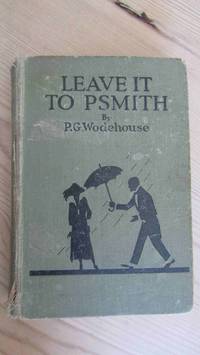 LEAVE IT
TO PSMITH
By
P.G. Wodehouse